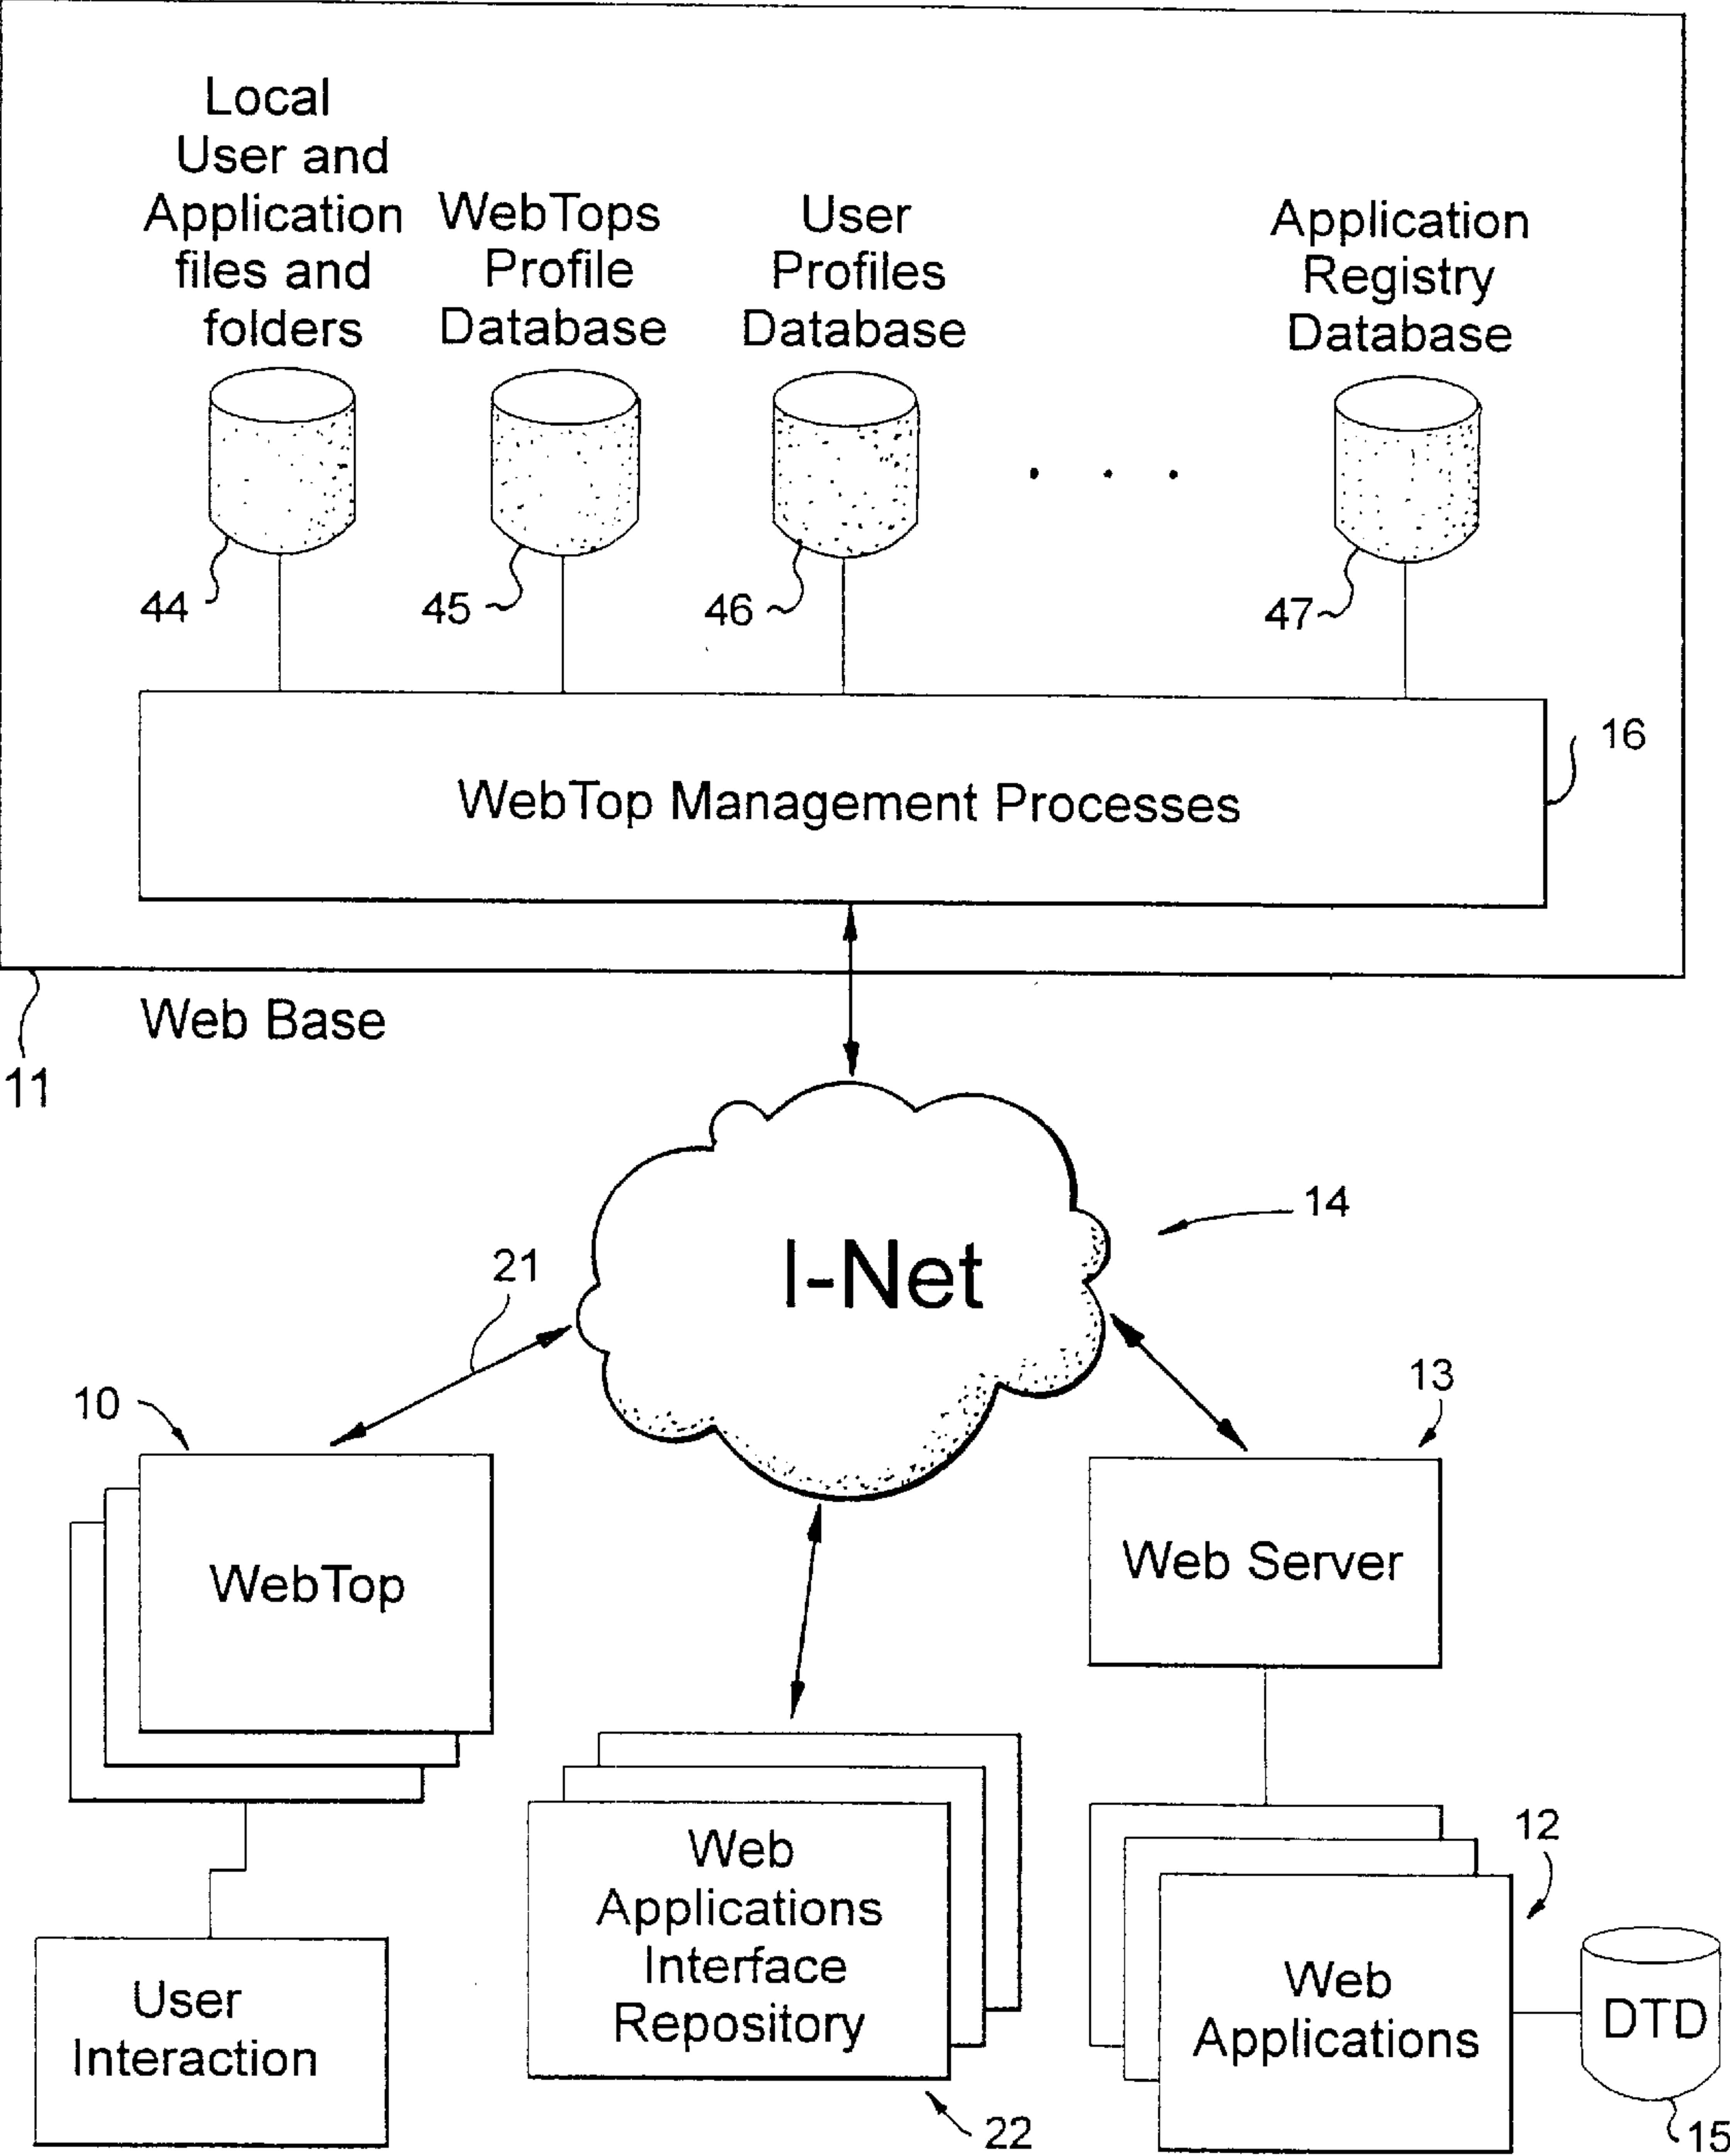 Local
User and
Application
files and
folders
WebTops
Profile
Database
User
Profiles
Database
Application
Registry
Database
. . .
44
45
46
47
16
WebTop Management Processes
Web Base
11
I-Net
14
21
10
13
WebTop
Web Server
User
Interaction
Web
Applications
Interface
Repository
22
12
Web
Applications
DTD
15